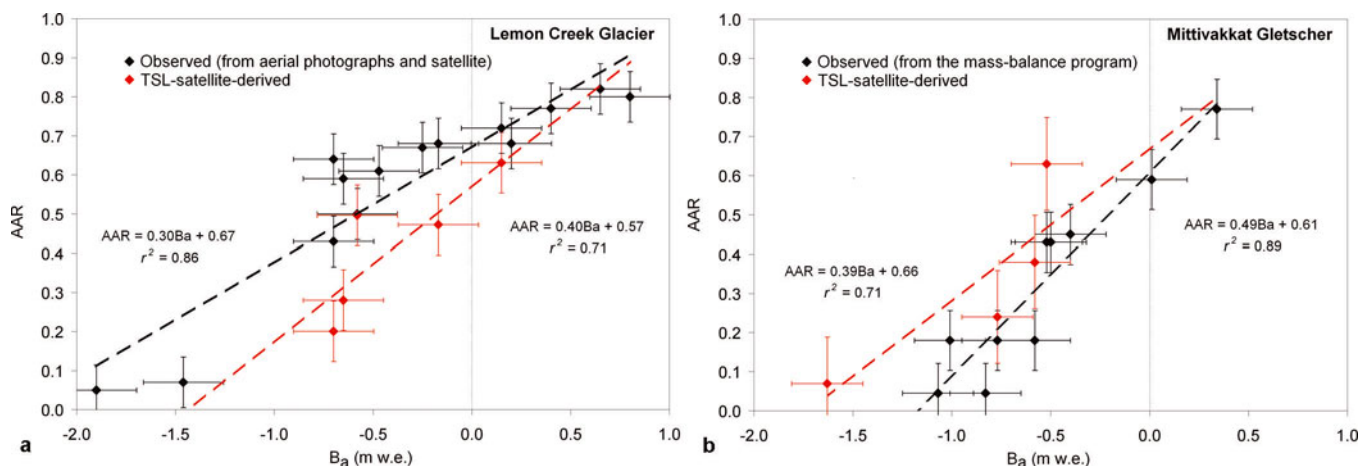 Lemon Creek Glacier
Observed (from aerial photographs and satellite)
TSL-satellite-derived
AAR
1.0
0.9
0.8
0.7
0.6
0.5
0.4
0.3
0.2
0.1
0.0
AAR = 0.30Ba + 0.67
r² = 0.86
AAR = 0.40Ba + 0.57
r² = 0.71
-2.0 -1.5 -1.0 -0.5 0.0 0.5 1.0
a
Ba (m w.e.)
Mittivakkat Gletscher
Observed (from the mass-balance program)
TSL-satellite-derived
AAR
1.0
0.9
0.8
0.7
0.6
0.5
0.4
0.3
0.2
0.1
0.0
AAR = 0.49Ba + 0.61
r² = 0.89
AAR = 0.39Ba + 0.66
r² = 0.71
-2.0 -1.5 -1.0 -0.5 0.0 0.5 1.0
b
Ba (m w.e.)